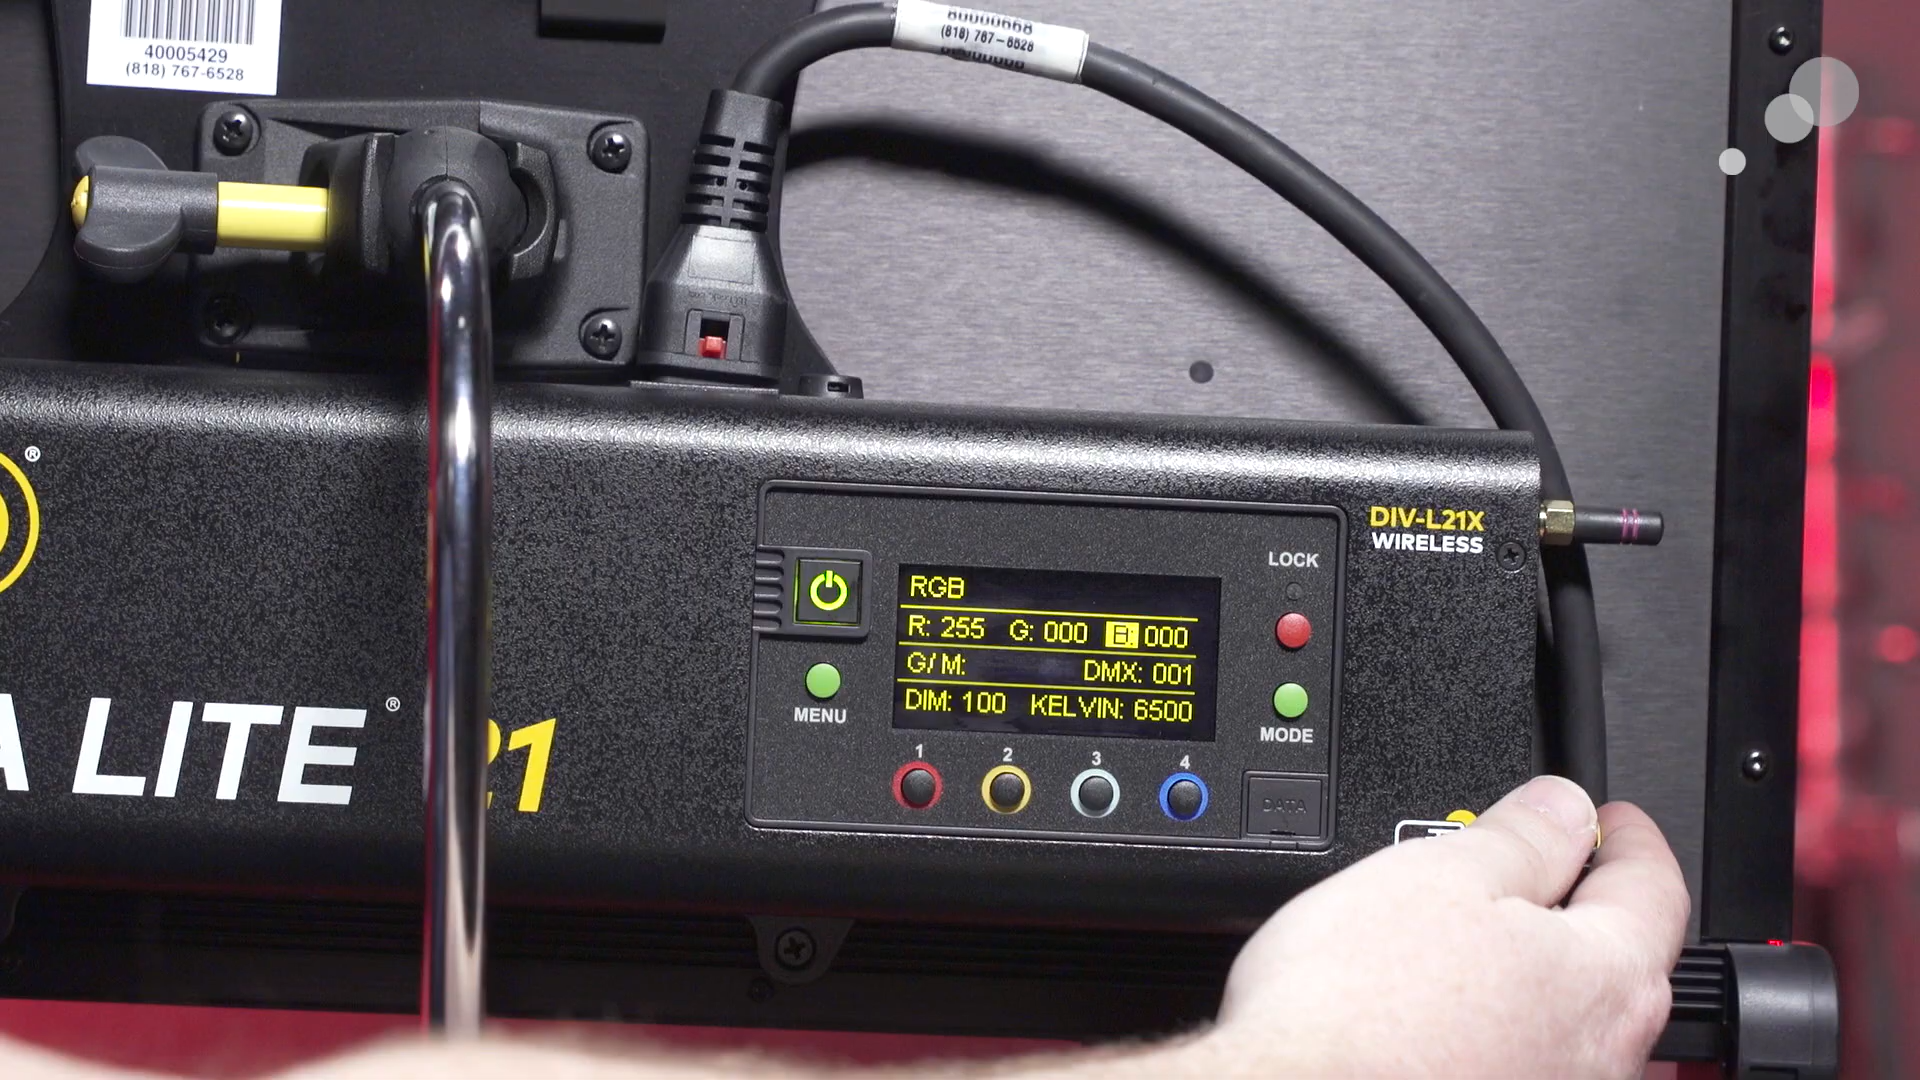 40005429
(818) 767-6528
80000668
(818) 767-6528
®
A LITE® 21
DIV-L21X
WIRELESS
LOCK
RGB
R: 255 G: 000 B: 000
G/M: DMX: 001
DIM: 100 KELVIN: 6500
MENU
MODE
1 2 3 4
DATA